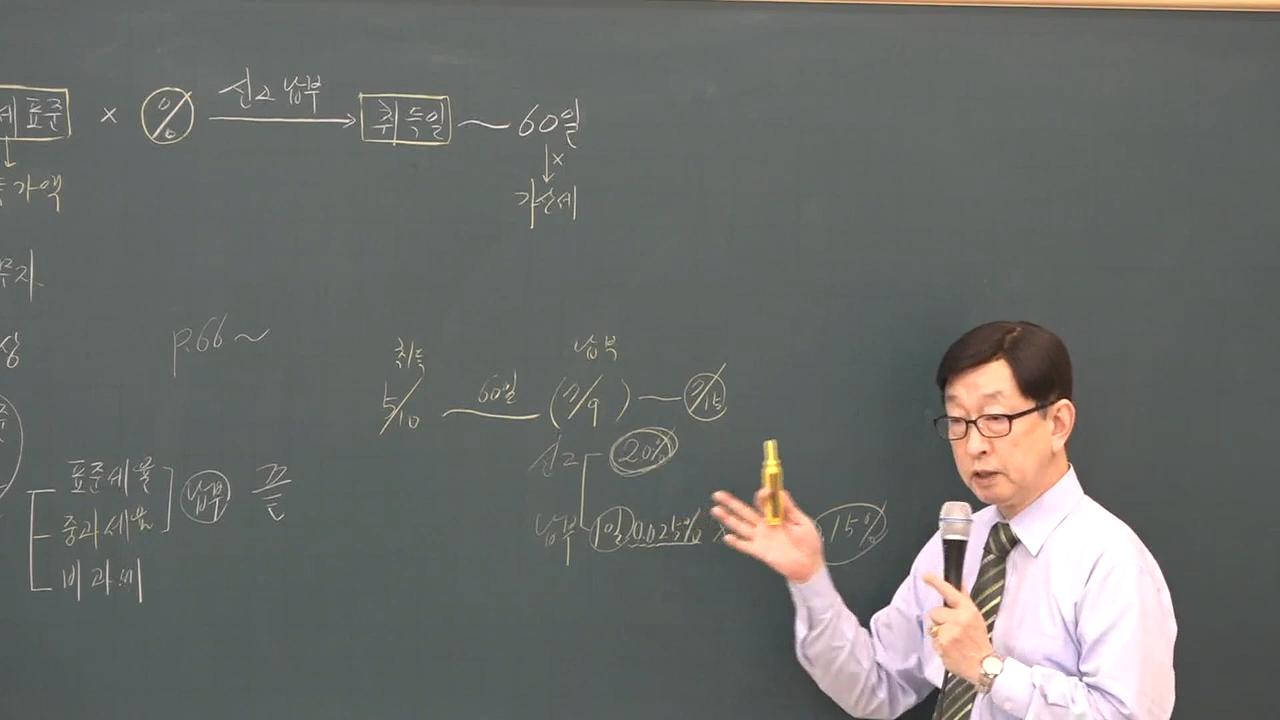 세 표준 × % 신고 납부 → 취득일 ~ 60일
×
가액
가산세
p.66 ~
취득
납부
5/10 60일 (7/9) — 7/15
신고 20%
납부 1일 0.025% × 15%
표준세율
중과세율
납부
비과세